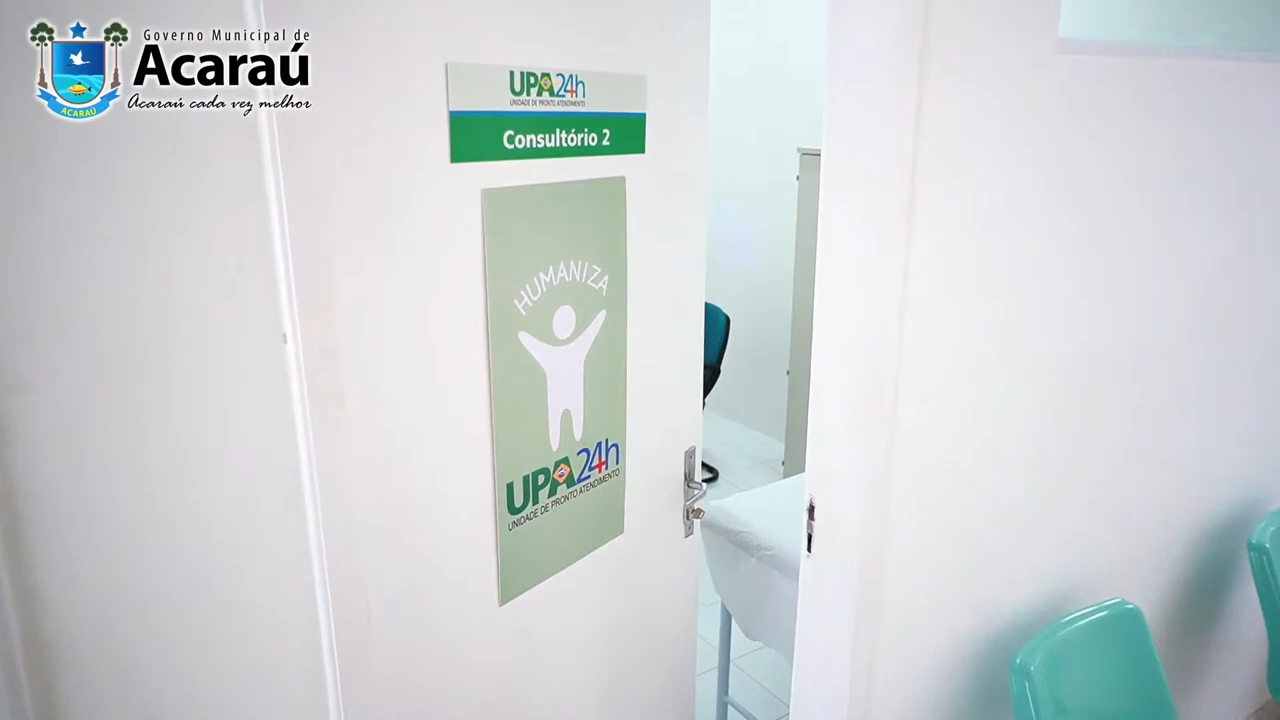 Governo Municipal de
Acaraú
Acaraú cada vez melhor
ACARAÚ
UPA24h
UNIDADE DE PRONTO ATENDIMENTO
Consultório 2
HUMANIZA
UPA24h
UNIDADE DE PRONTO ATENDIMENTO